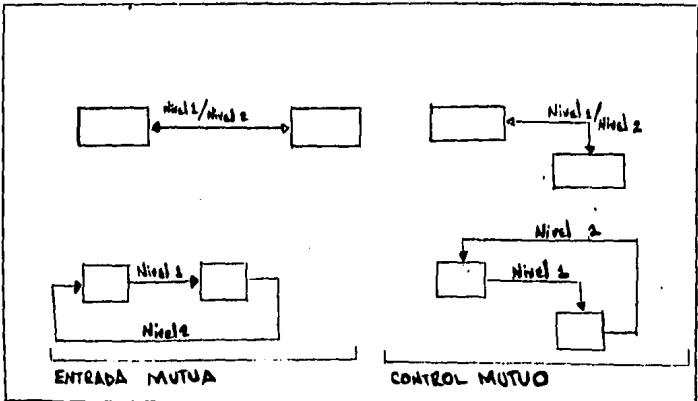 Nivel 1/Nivel 2
Nivel 1/Nivel 2
Nivel 2
Nivel 1
Nivel 1
Nivel 2
ENTRADA MUTUA
CONTROL MUTUO